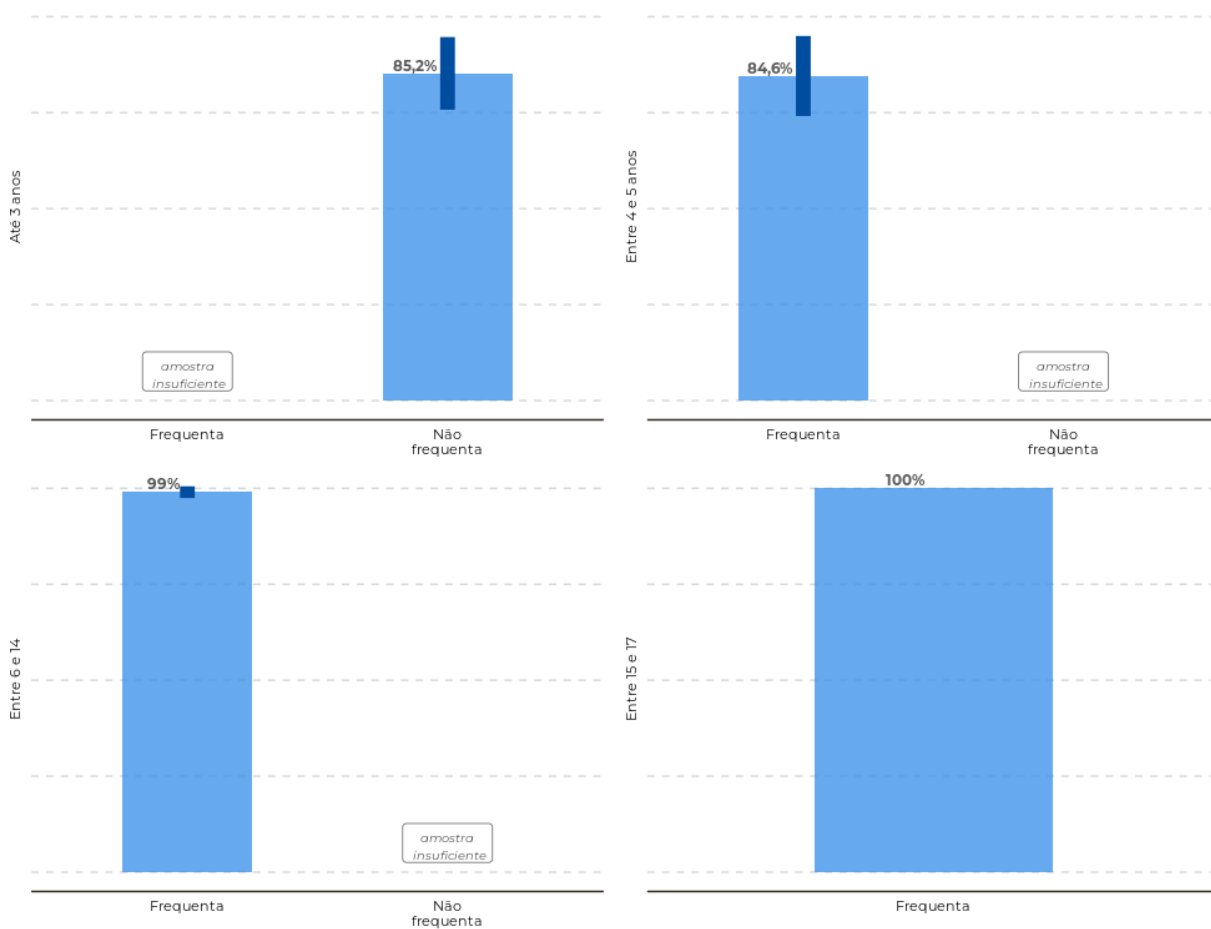 85,2%
Até 3 anos
amostra
insuficiente
Frequenta
Não
frequenta
84,6%
Entre 4 e 5 anos
amostra
insuficiente
Frequenta
Não
frequenta
99%
Entre 6 e 14
amostra
insuficiente
Frequenta
Não
frequenta
100%
Entre 15 e 17
Frequenta